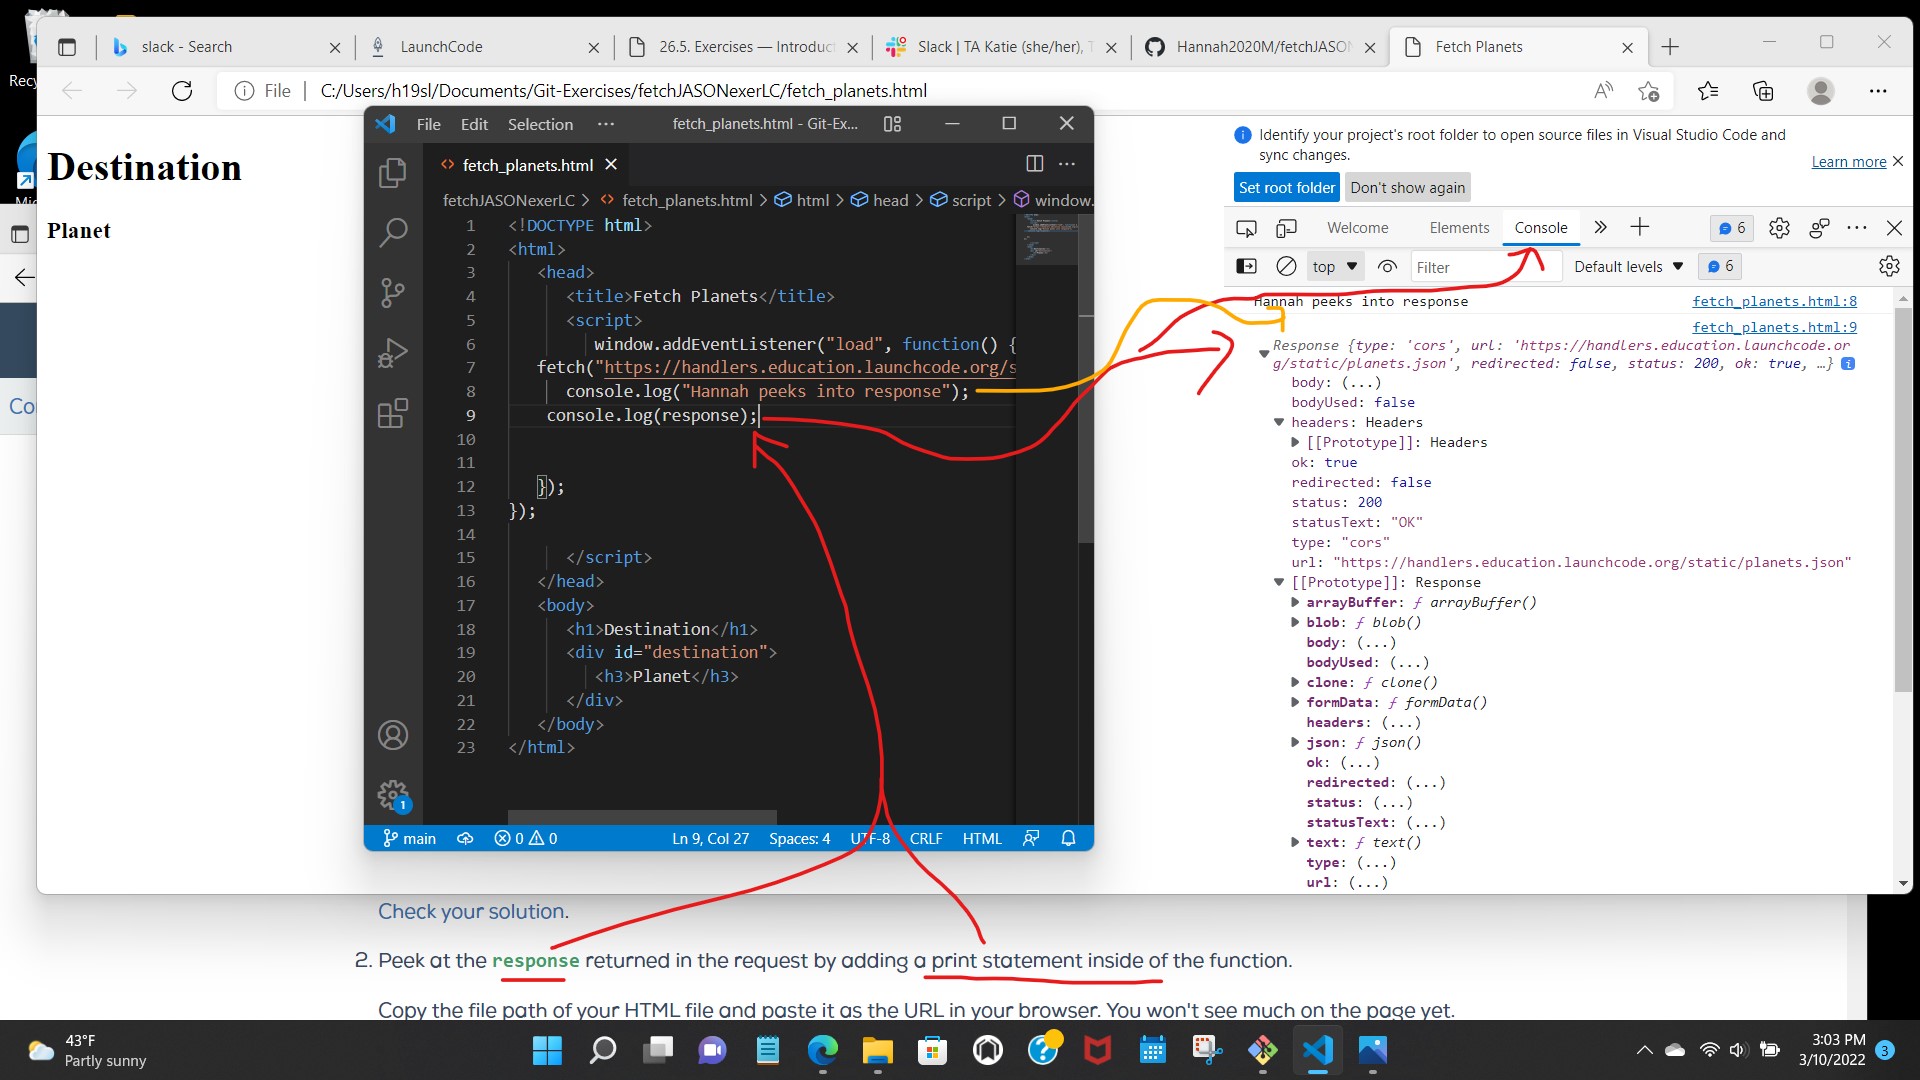 Recy
slack - Search
LaunchCode
26.5. Exercises — Introduc
Slack | TA Katie (she/her), T
Hannah2020M/fetchJASON
Fetch Planets
File | C:/Users/h19sl/Documents/Git-Exercises/fetchJASONexerLC/fetch_planets.html
Mic
Co
Destination
Planet
File Edit Selection ··· fetch_planets.html - Git-Ex...
fetch_planets.html
fetchJASONexerLC > fetch_planets.html > html > head > script > window.
1 <!DOCTYPE html>
2 <html>
3 <head>
4 <title>Fetch Planets</title>
5 <script>
6 window.addEventListener("load", function() {
7 fetch("https://handlers.education.launchcode.org/s
8 console.log("Hannah peeks into response");
9 console.log(response);
10
11
12 });
13 });
14
15 </script>
16 </head>
17 <body>
18 <h1>Destination</h1>
19 <div id="destination">
20 <h3>Planet</h3>
21 </div>
22 </body>
23 </html>
1
main 0 0 Ln 9, Col 27 Spaces: 4 UTF-8 CRLF HTML
Identify your project's root folder to open source files in Visual Studio Code and
sync changes.
Learn more
Set root folder Don't show again
Welcome Elements Console 6
top Filter Default levels 6
Hannah peeks into response fetch_planets.html:8
fetch_planets.html:9
Response {type: 'cors', url: 'https://handlers.education.launchcode.or
g/static/planets.json', redirected: false, status: 200, ok: true, …}
body: (...)
bodyUsed: false
headers: Headers
[[Prototype]]: Headers
ok: true
redirected: false
status: 200
statusText: "OK"
type: "cors"
url: "https://handlers.education.launchcode.org/static/planets.json"
[[Prototype]]: Response
arrayBuffer: ƒ arrayBuffer()
blob: ƒ blob()
body: (...)
bodyUsed: (...)
clone: ƒ clone()
formData: ƒ formData()
headers: (...)
json: ƒ json()
ok: (...)
redirected: (...)
status: (...)
statusText: (...)
text: ƒ text()
type: (...)
url: (...)
Check your solution.
2. Peek at the response returned in the request by adding a print statement inside of the function.
Copy the file path of your HTML file and paste it as the URL in your browser. You won't see much on the page yet.
43°F
Partly sunny
3:03 PM
3/10/2022
3